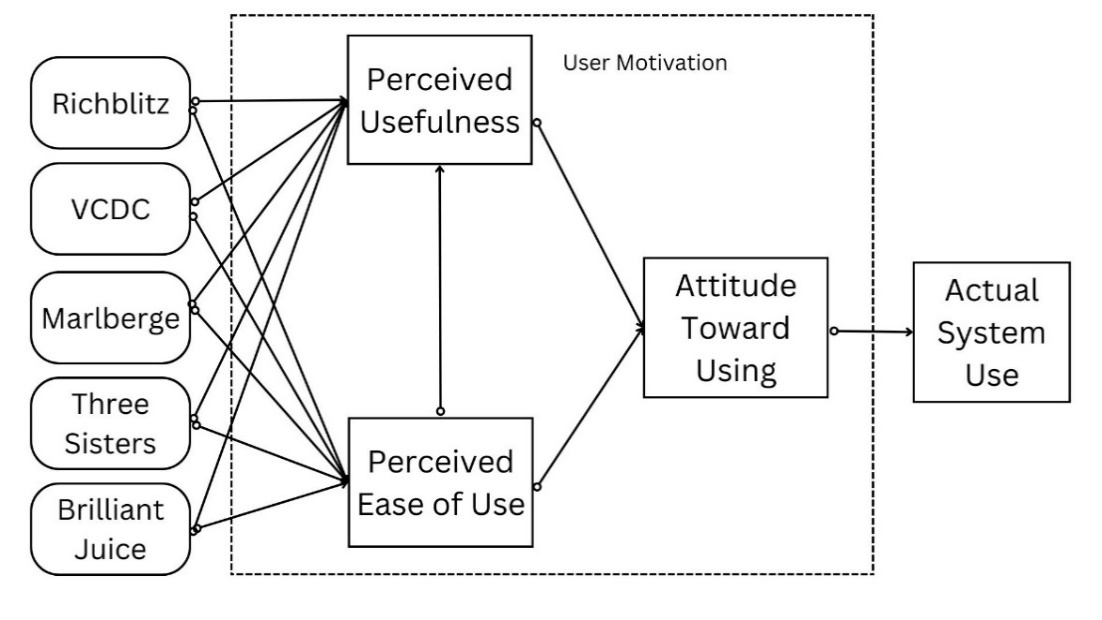 Richblitz
VCDC
Marlberge
Three
Sisters
Brilliant
Juice
Perceived
Usefulness
User Motivation
Perceived
Ease of Use
Attitude
Toward
Using
Actual
System
Use